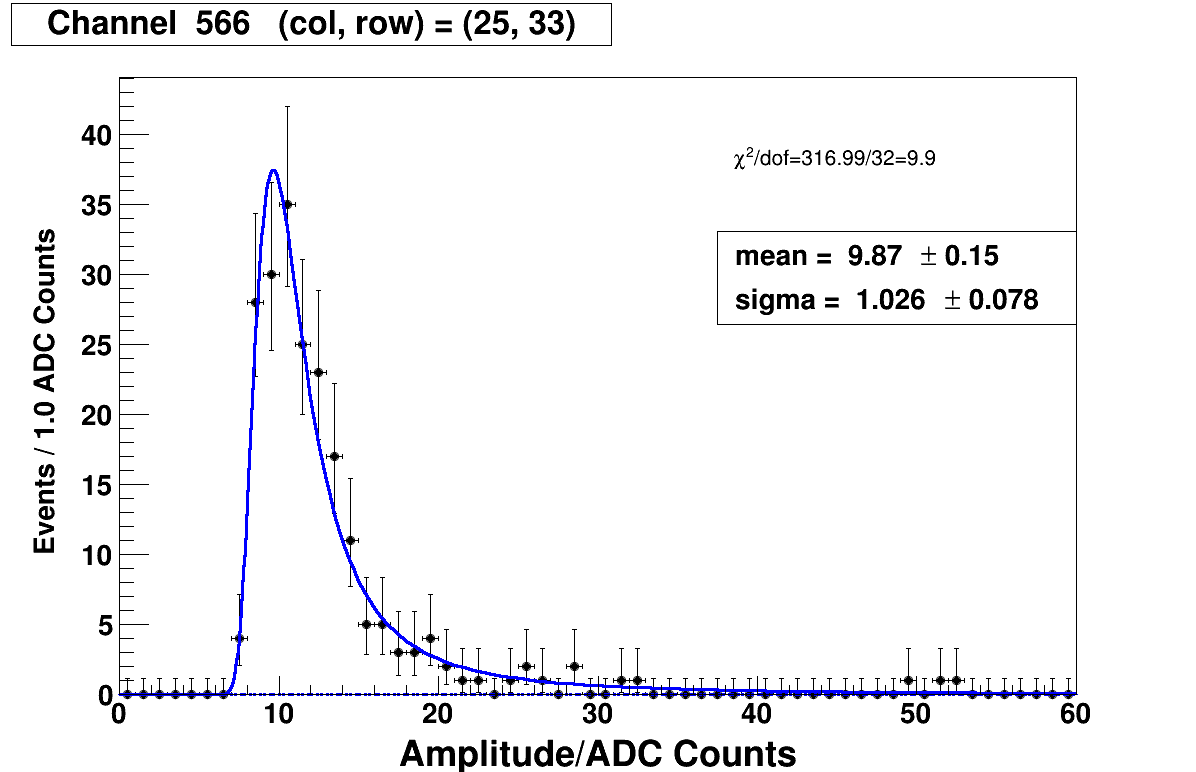 Channel 566 (col, row) = (25, 33)
χ²/dof=316.99/32=9.9
mean = 9.87 ± 0.15
sigma = 1.026 ± 0.078
Events / 1.0 ADC Counts
40
35
30
25
20
15
10
5
0
0 10 20 30 40 50 60
Amplitude/ADC Counts